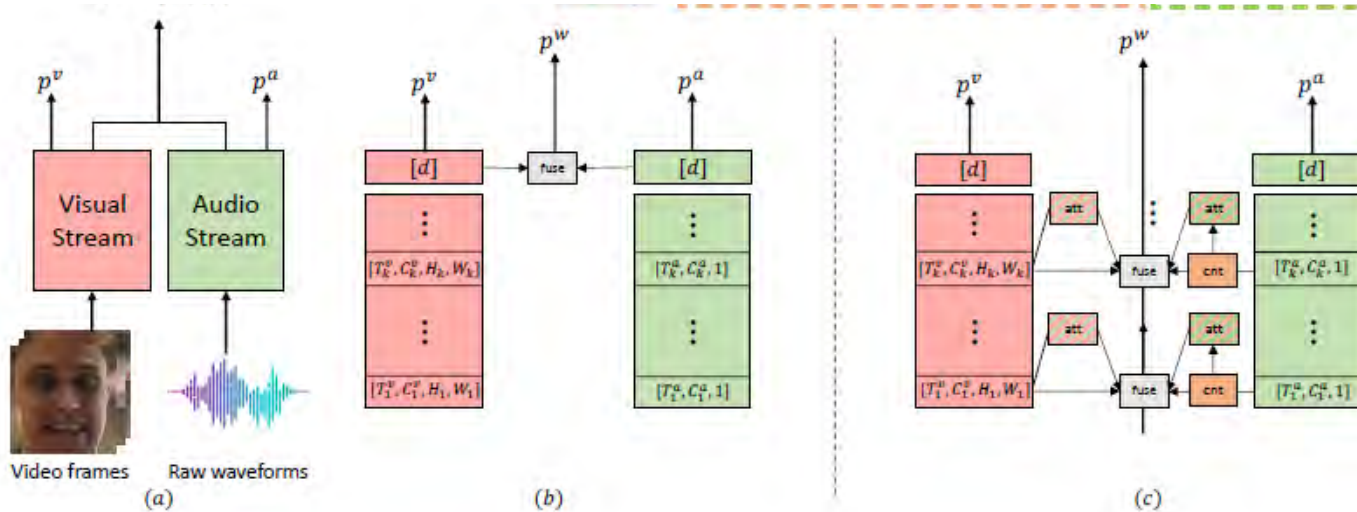 p^v
p^a
Visual
Stream
Audio
Stream
Video frames
Raw waveforms
(a)
p^v
p^w
p^a
[d]
fuse
[d]
⋮
⋮
[T_k^v, C_k^v, H_k, W_k]
[T_k^a, C_k^a, 1]
⋮
⋮
[T_1^v, C_1^v, H_1, W_1]
[T_1^a, C_1^a, 1]
(b)
p^w
p^v
p^a
[d]
[d]
⋮
att
⋮
att
⋮
[T_k^v, C_k^v, H_k, W_k]
fuse
cnt
[T_k^a, C_k^a, 1]
⋮
att
att
⋮
[T_1^v, C_1^v, H_1, W_1]
fuse
cnt
[T_1^a, C_1^a, 1]
(c)